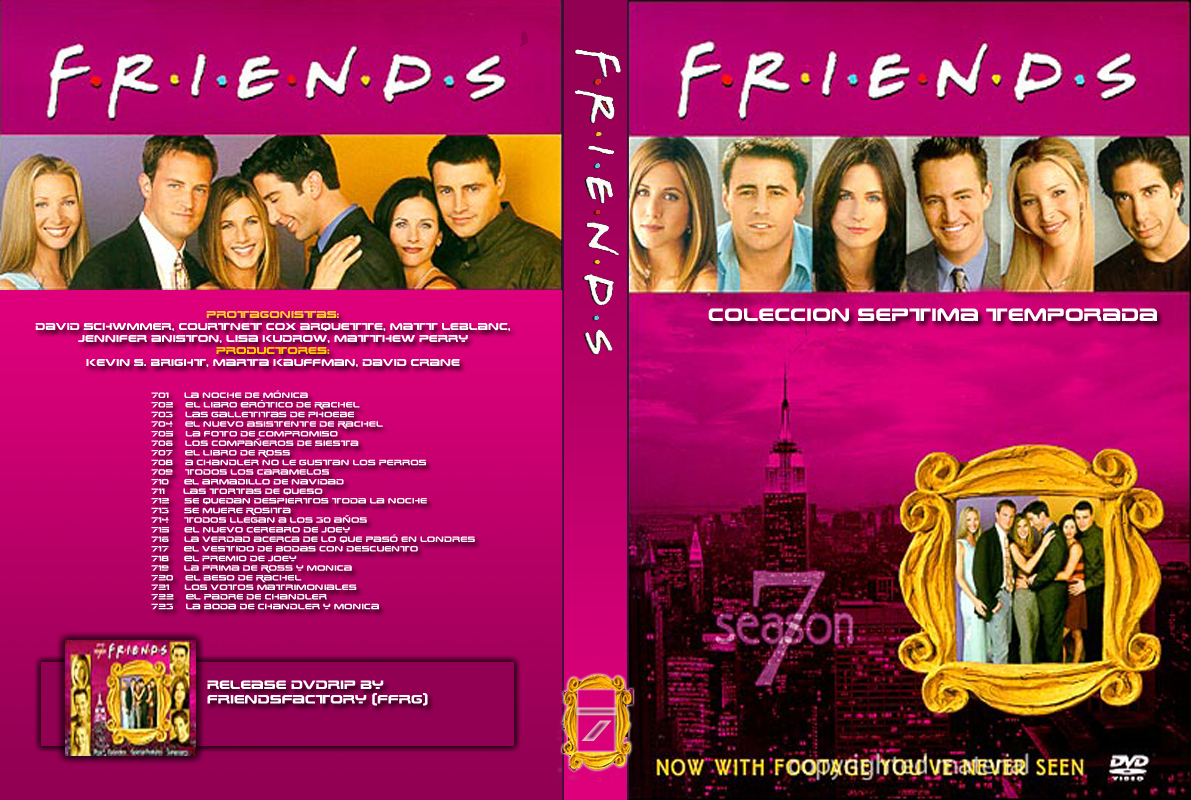 F·R·I·E·N·D·S
PROTAGONISTAS:
DAVID SCHWMMER, COURTNET COX ARQUETTE, MATT LEBLANC,
JENNIFER ANISTON, LISA KUDROW, MATTHEW PERRY
PRODUCTORES:
KEVIN S. BRIGHT, MARTA KAUFFMAN, DAVID CRANE
701 LA NOCHE DE MÓNICA
702 EL LIBRO ERÓTICO DE RACHEL
703 LAS GALLETITAS DE PHOEBE
704 EL NUEVO ASISTENTE DE RACHEL
705 LA FOTO DE COMPROMISO
706 LOS COMPAÑEROS DE SIESTA
707 EL LIBRO DE ROSS
708 A CHANDLER NO LE GUSTAN LOS PERROS
709 TODOS LOS CARAMELOS
710 EL ARMADILLO DE NAVIDAD
711 LAS TORTAS DE QUESO
712 SE QUEDAN DESPIERTOS TODA LA NOCHE
713 SE MUERE ROSITA
714 TODOS LLEGAN A LOS 30 AÑOS
715 EL NUEVO CEREBRO DE JOEY
716 LA VERDAD ACERCA DE LO QUE PASÓ EN LONDRES
717 EL VESTIDO DE BODAS CON DESCUENTO
718 EL PREMIO DE JOEY
719 LA PRIMA DE ROSS Y MONICA
720 EL BESO DE RACHEL
721 LOS VOTOS MATRIMONIALES
722 EL PADRE DE CHANDLER
723 LA BODA DE CHANDLER Y MONICA
FRIENDS
RELEASE DVDRIP BY
FRIENDSFACTORY (FFRG)
F·R·I·E·N·D·S
7
F·R·I·E·N·D·S
COLECCION SEPTIMA TEMPORADA
7
season
NOW WITH FOOTAGE YOU'VE NEVER SEEN
copyrighted material
DVD
VIDEO